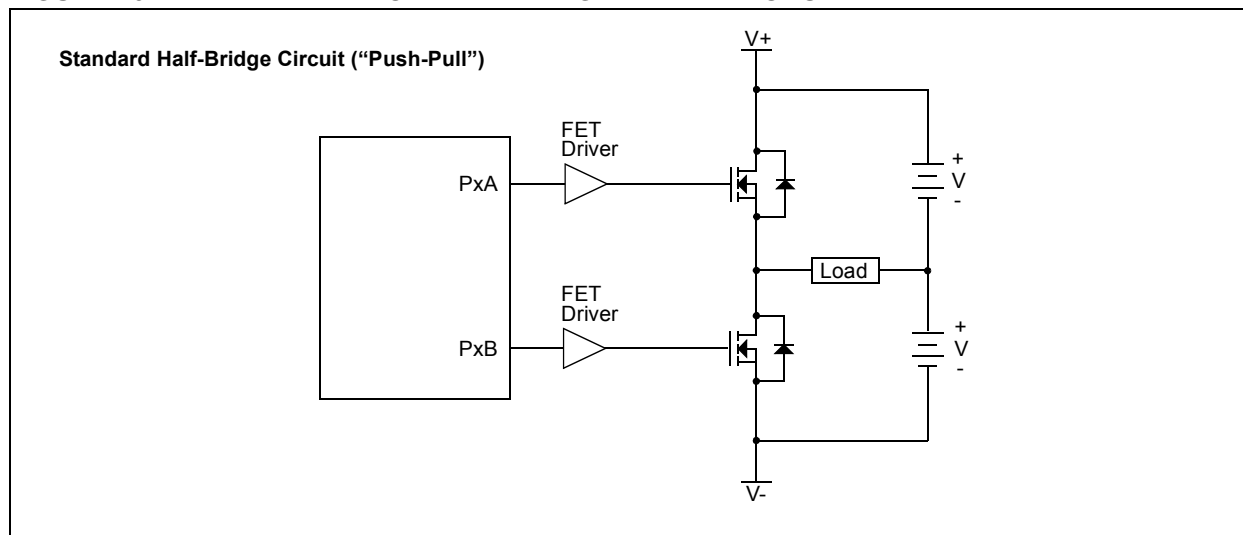 Standard Half-Bridge Circuit (“Push-Pull”)
V+
FET
Driver
PxA
+
V
-
Load
FET
Driver
PxB
+
V
-
V-